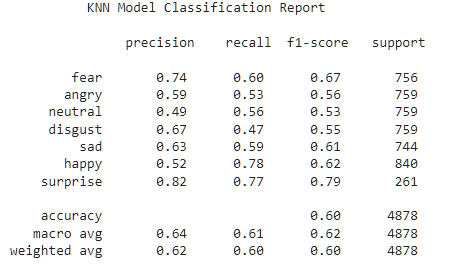 KNN Model Classification Report
precision recall f1-score support
fear 0.74 0.60 0.67 756
angry 0.59 0.53 0.56 759
neutral 0.49 0.56 0.53 759
disgust 0.67 0.47 0.55 759
sad 0.63 0.59 0.61 744
happy 0.52 0.78 0.62 840
surprise 0.82 0.77 0.79 261
accuracy 0.60 4878
macro avg 0.64 0.61 0.62 4878
weighted avg 0.62 0.60 0.60 4878